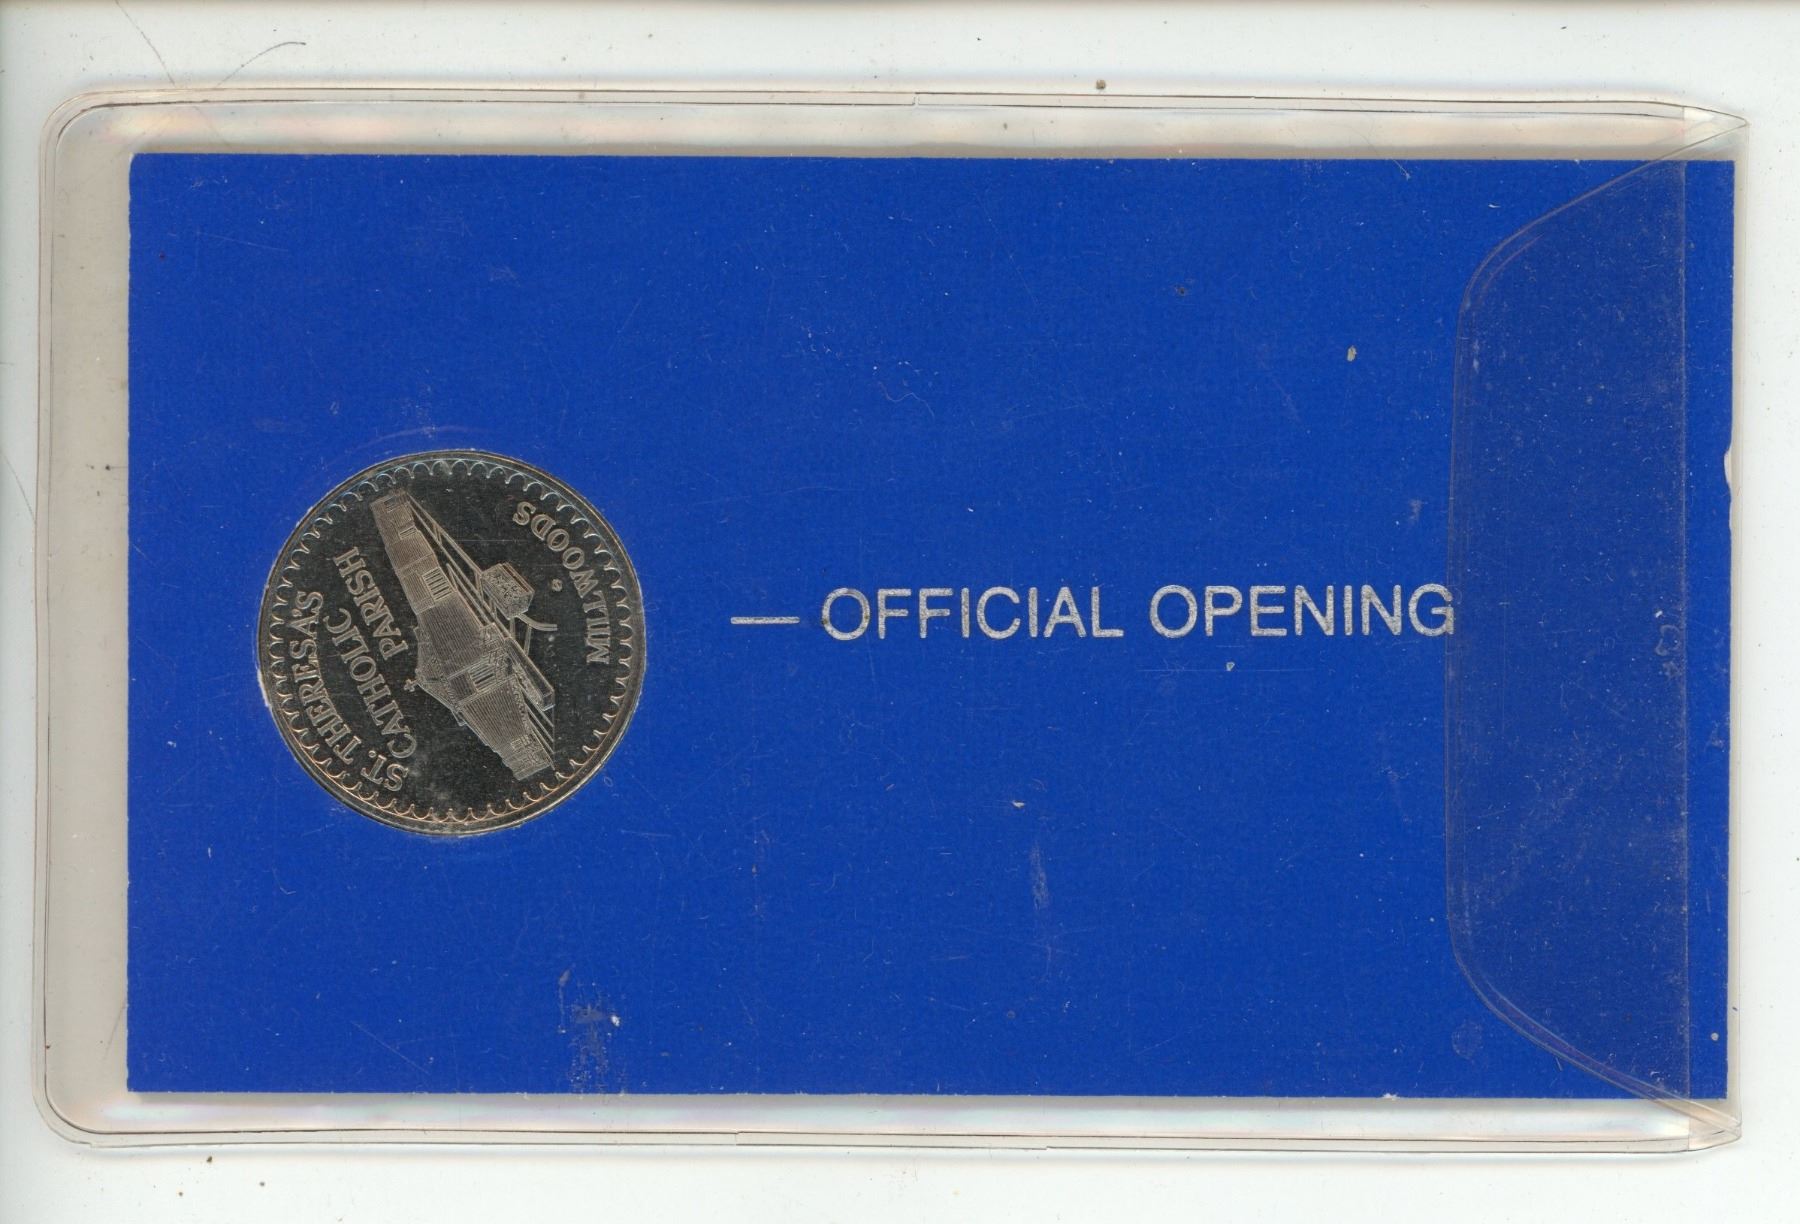 ST. THERESA'S
CATHOLIC
PARISH
MILLWOODS
— OFFICIAL OPENING